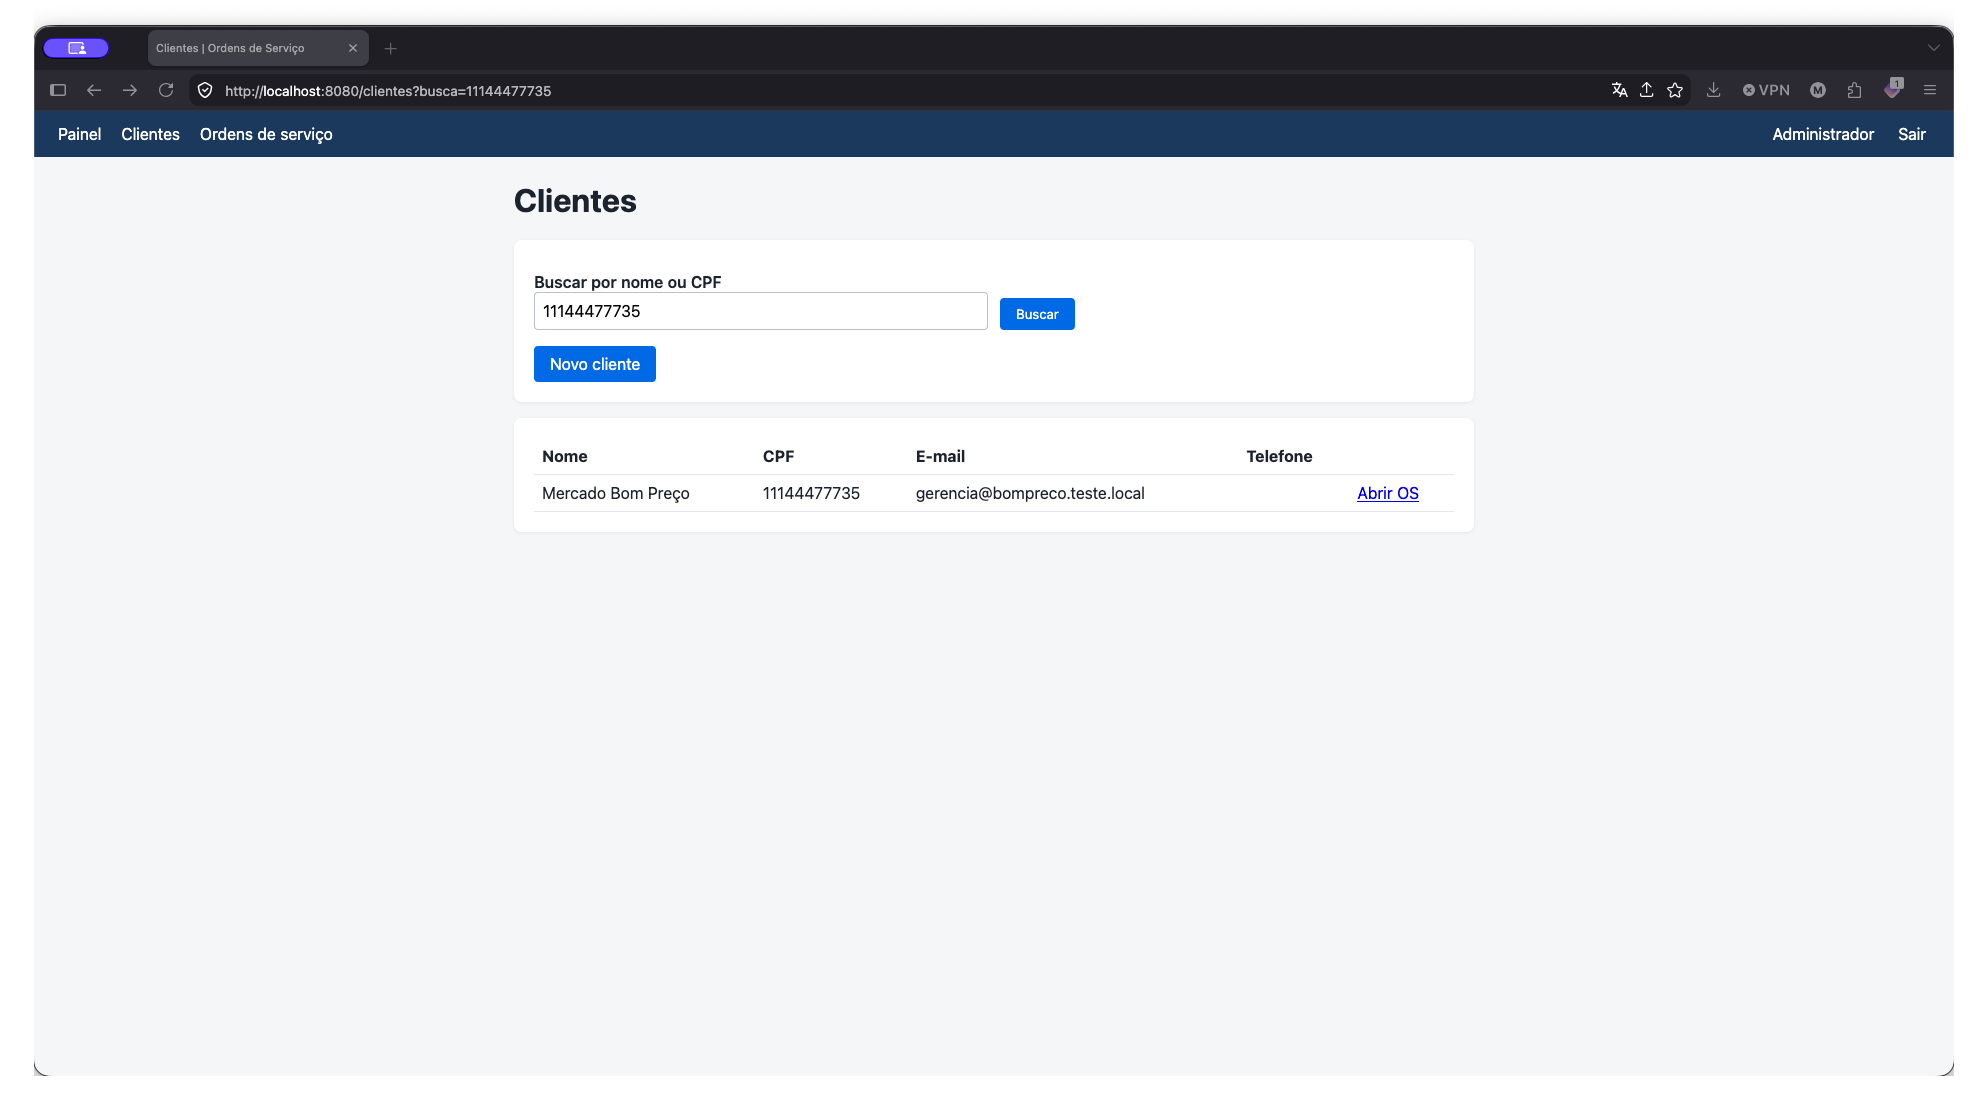 Clientes | Ordens de Serviço
http://localhost:8080/clientes?busca=11144477735
VPN
M
1
Painel Clientes Ordens de serviço Administrador Sair
Clientes
Buscar por nome ou CPF
11144477735 Buscar
Novo cliente
Nome CPF E-mail Telefone
Mercado Bom Preço 11144477735 gerencia@bompreco.teste.local Abrir OS